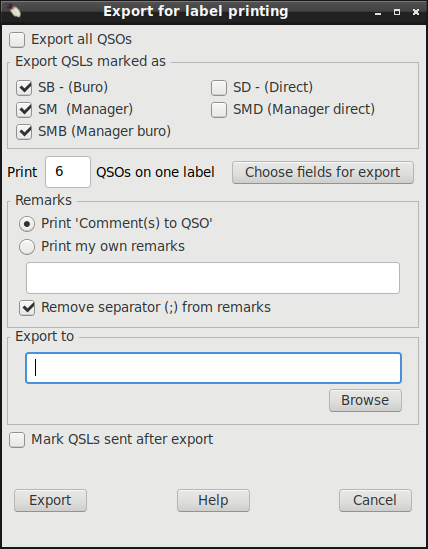 Export for label printing
Export all QSOs
Export QSLs marked as
SB - (Buro) SD - (Direct)
SM  (Manager) SMD (Manager direct)
SMB (Manager buro)
Print 6 QSOs on one label Choose fields for export
Remarks
Print 'Comment(s) to QSO'
Print my own remarks
Remove separator (;) from remarks
Export to
Browse
Mark QSLs sent after export
Export Help Cancel